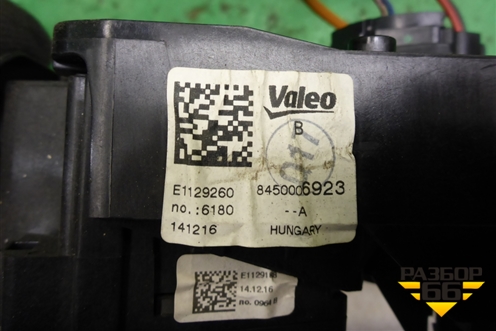 Valeo
B
E1129260
8450006923
no.:6180
--A
141216
HUNGARY
14.12.16
РАЗБОР
66